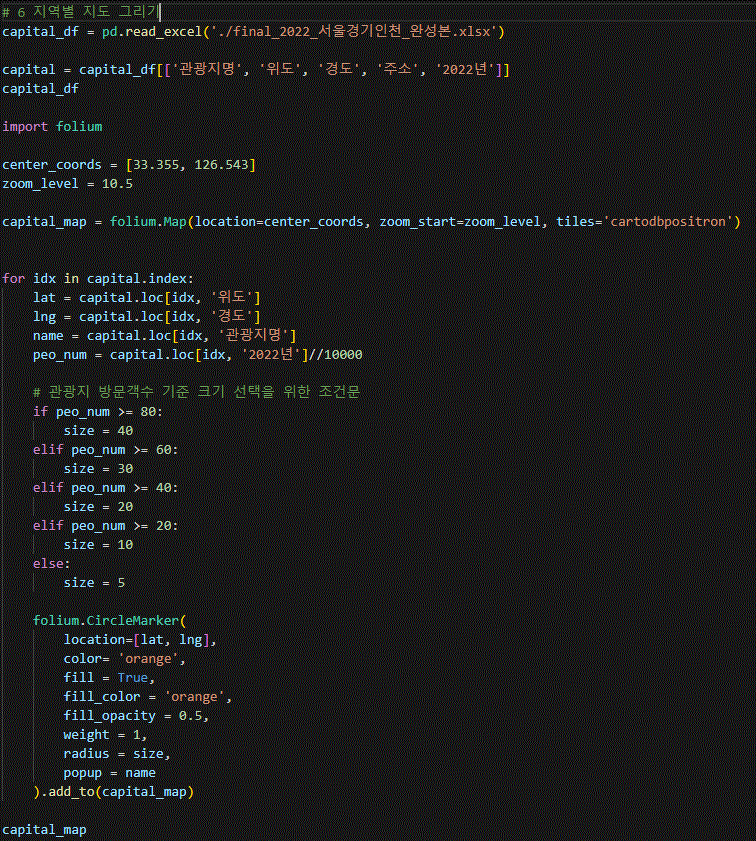 # 6 지역별 지도 그리기
capital_df = pd.read_excel('./final_2022_서울경기인천_완성본.xlsx')
capital = capital_df[['관광지명', '위도', '경도', '주소', '2022년']]
capital_df
import folium
center_coords = [33.355, 126.543]
zoom_level = 10.5
capital_map = folium.Map(location=center_coords, zoom_start=zoom_level, tiles='cartodbpositron')
for idx in capital.index:
    lat = capital.loc[idx, '위도']
    lng = capital.loc[idx, '경도']
    name = capital.loc[idx, '관광지명']
    peo_num = capital.loc[idx, '2022년']//10000
    # 관광지 방문객수 기준 크기 선택을 위한 조건문
    if peo_num >= 80:
        size = 40
    elif peo_num >= 60:
        size = 30
    elif peo_num >= 40:
        size = 20
    elif peo_num >= 20:
        size = 10
    else:
        size = 5
    folium.CircleMarker(
        location=[lat, lng],
        color= 'orange',
        fill = True,
        fill_color = 'orange',
        fill_opacity = 0.5,
        weight = 1,
        radius = size,
        popup = name
    ).add_to(capital_map)
capital_map